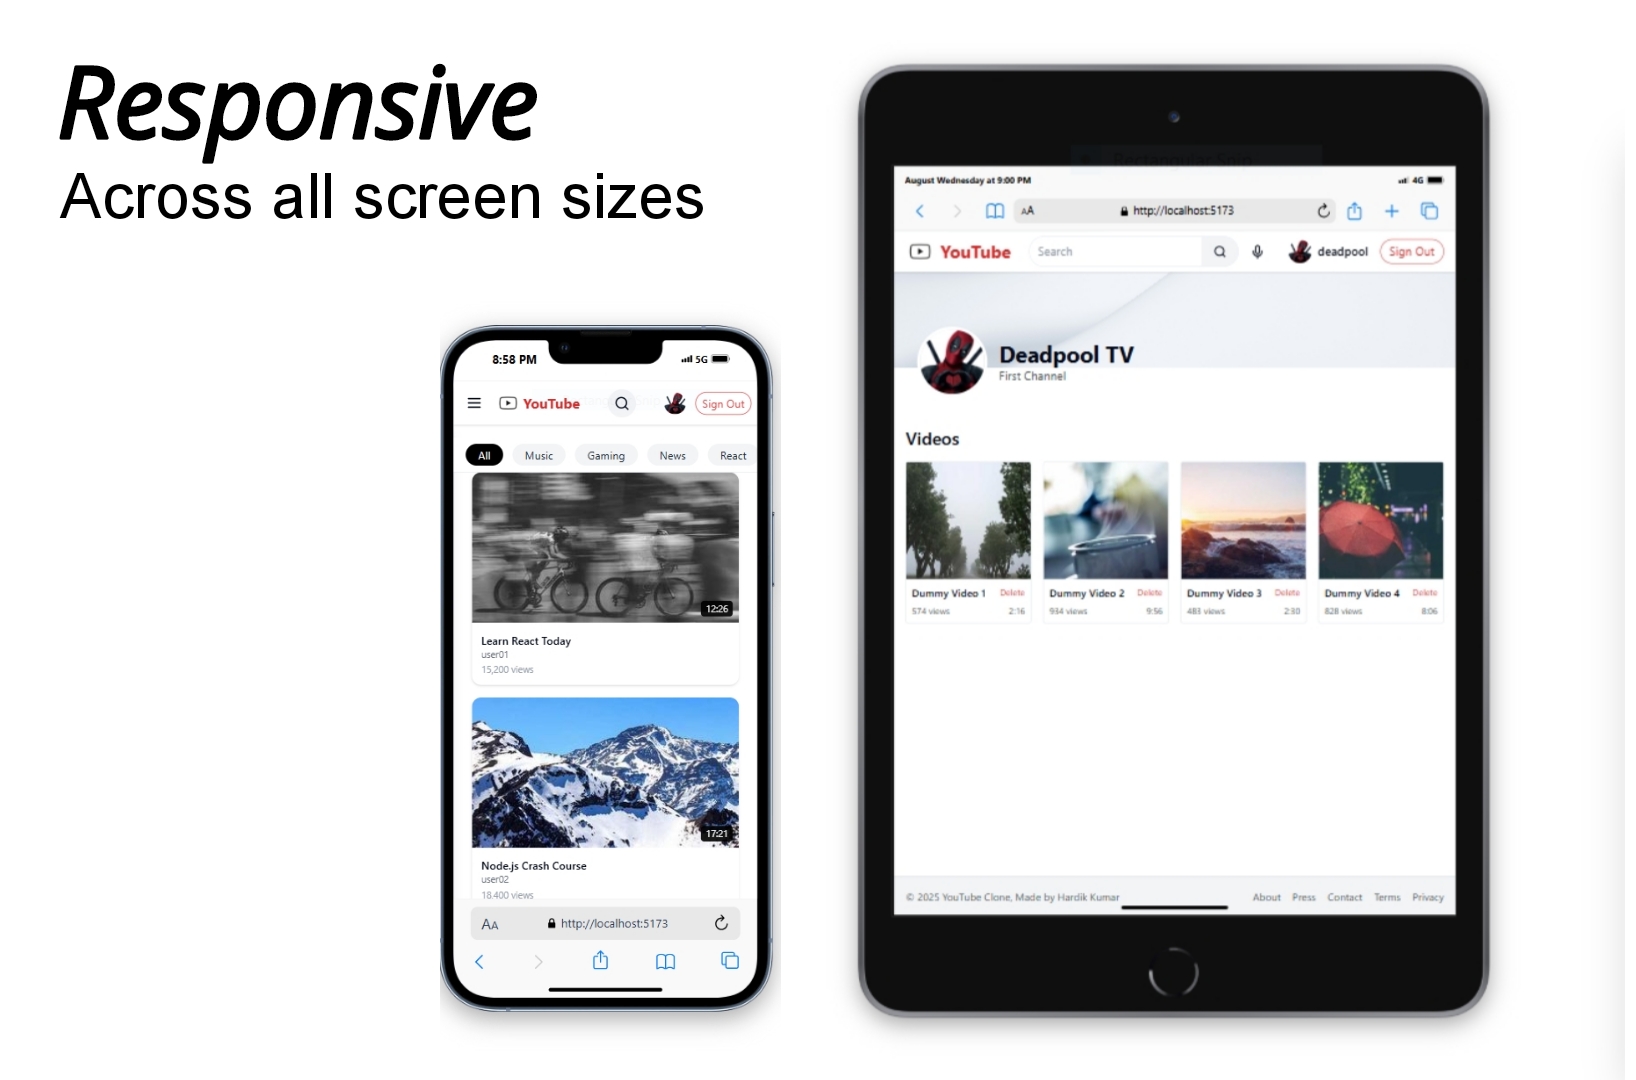 Responsive
Across all screen sizes
8:58 PM 5G
YouTube Sign Out
All Music Gaming News React
12:26
Learn React Today
user01
15,200 views
17:21
Node.js Crash Course
user02
18,400 views
AA http://localhost:5173
Rectangular Snip
August Wednesday at 9:00 PM 4G
AA http://localhost:5173
YouTube Search deadpool Sign Out
Deadpool TV
First Channel
Videos
Dummy Video 1 Delete Dummy Video 2 Delete Dummy Video 3 Delete Dummy Video 4 Delete
574 views 2:16 934 views 9:56 483 views 2:30 828 views 8:06
© 2025 YouTube Clone, Made by Hardik Kumar About Press Contact Terms Privacy